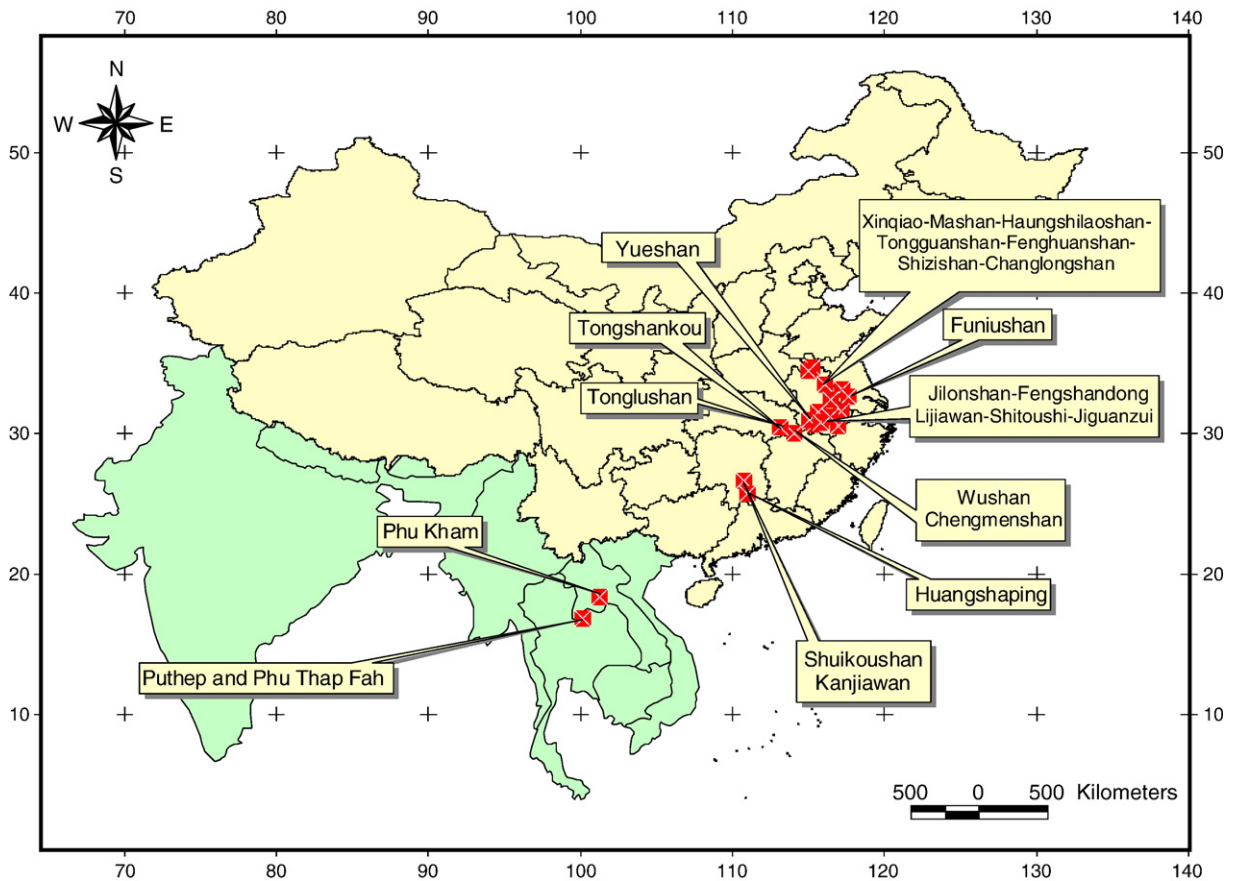 70 80 90 100 110 120 130 140
N
W E
S
50 50
Xinqiao-Mashan-Haungshilaoshan-
Tongguanshan-Fenghuanshan-
Shizishan-Changlongshan
Yueshan
40 40
Tongshankou
Funiushan
Tonglushan
Jilonshan-Fengshandong
Lijiawan-Shitoushi-Jiguanzui
30 30
Wushan
Chengmenshan
Phu Kham
20 20
Huangshaping
Shuikoushan
Kanjiawan
Puthep and Phu Thap Fah
10 10
500 0 500 Kilometers
70 80 90 100 110 120 130 140